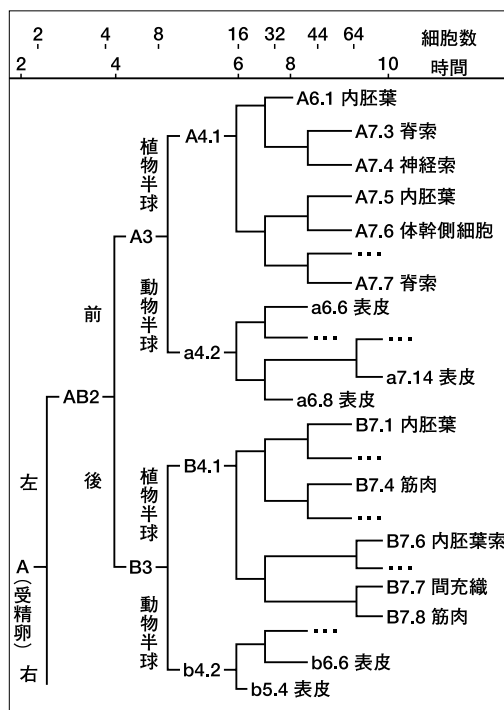 2 4 8 16 32 44 64 細胞数
2 4 6 8 10 時間
A6.1 内胚葉
A4.1
A7.3 脊索
A7.4 神経索
植物半球
A7.5 内胚葉
A7.6 体幹側細胞
A3
…
A7.7 脊索
動物半球
前
a6.6 表皮
…
a4.2
…
a7.14 表皮
a6.8 表皮
AB2
B7.1 内胚葉
…
B4.1
B7.4 筋肉
植物半球
後
左
…
B7.6 内胚葉索
…
A
(受精卵)
B3
B7.7 間充織
B7.8 筋肉
動物半球
…
b6.6 表皮
右
b4.2
b5.4 表皮